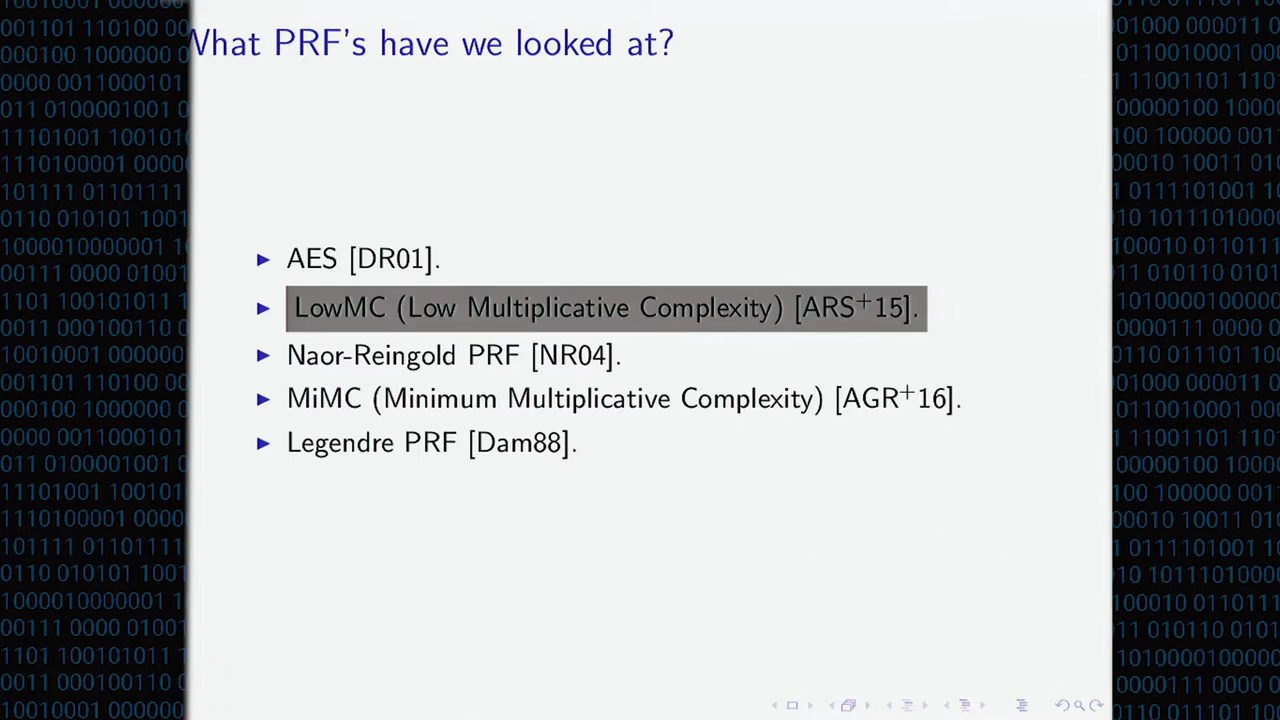 What PRF's have we looked at?
AES [DR01].
LowMC (Low Multiplicative Complexity) [ARS+15].
Naor-Reingold PRF [NR04].
MiMC (Minimum Multiplicative Complexity) [AGR+16].
Legendre PRF [Dam88].